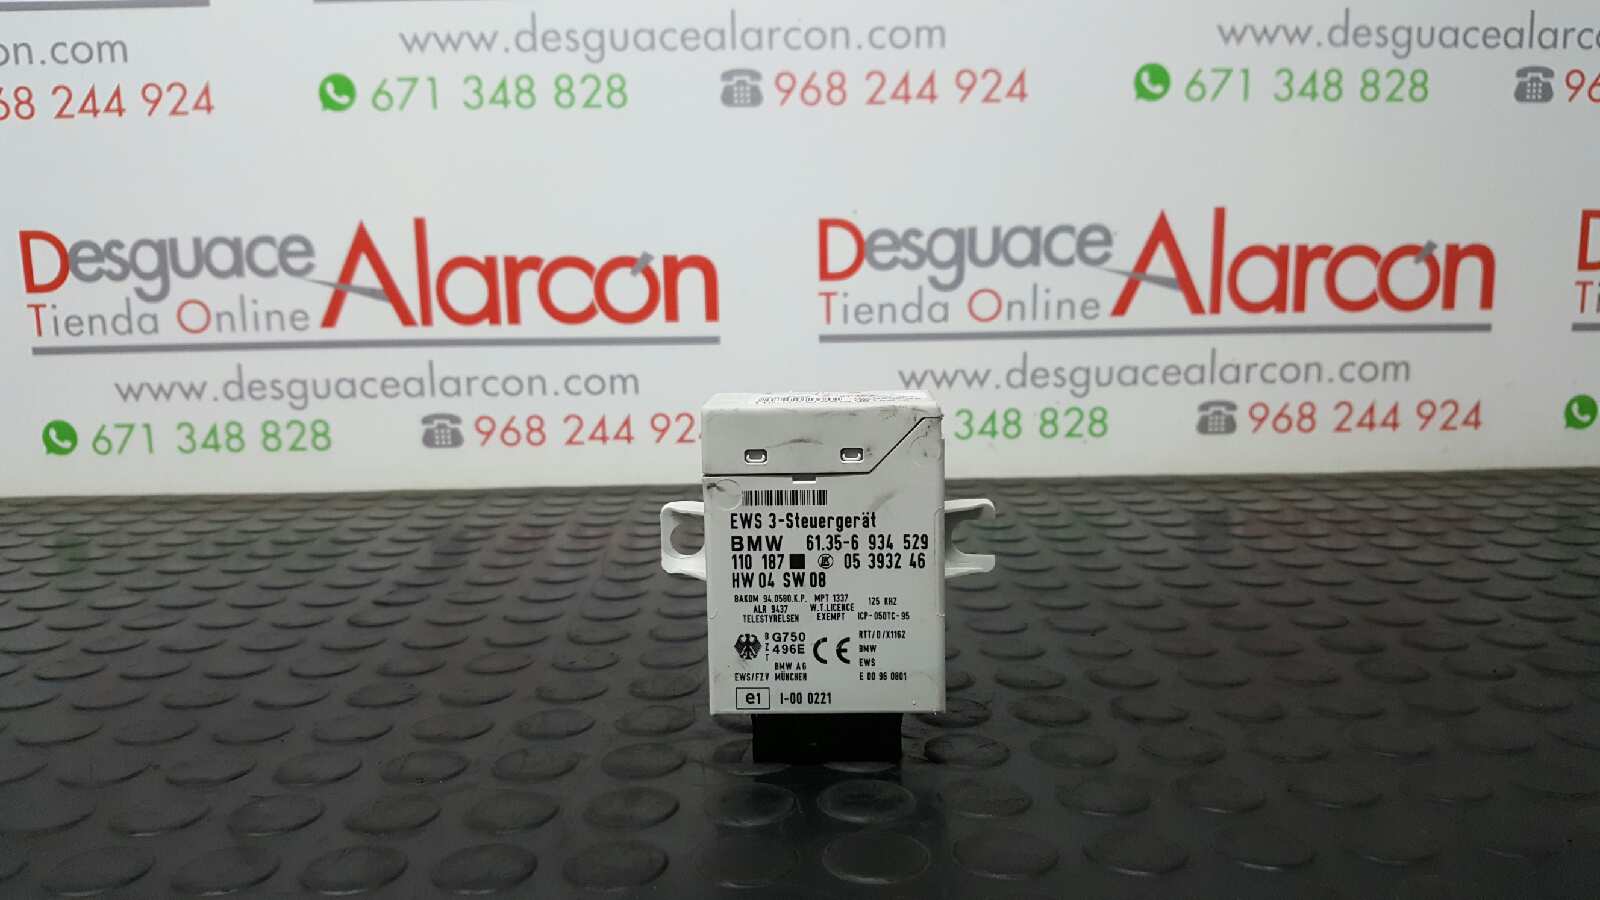 on.com
68 244 924
www.desguacealarcon.com
671 348 828
968 244 924
www.desguacealarc
671 348 828
96
Desguace Alarcón
Tienda Online
www.desguacealarcon.com
671 348 828
968 244 92
Desguace Alarcón
Tienda Online
www.desguacealarcon.com
348 828
968 244 924
EWS 3-Steuergerät
BMW 61.35-6 934 529
110 187 05 3932 46
HW 04 SW 08
BAKOM 94.0580.K.P. MPT 1337 125 KHZ
ALR 9437 W.T.LICENCE
TELESTYRELSEN EXEMPT ICP-050TC-95
BZT G750 496E CE RTT/D/X1162
BMW
EWS
BMW AG
EWS/FZV MÜNCHEN E 00 96 0801
e1 I-00 0221